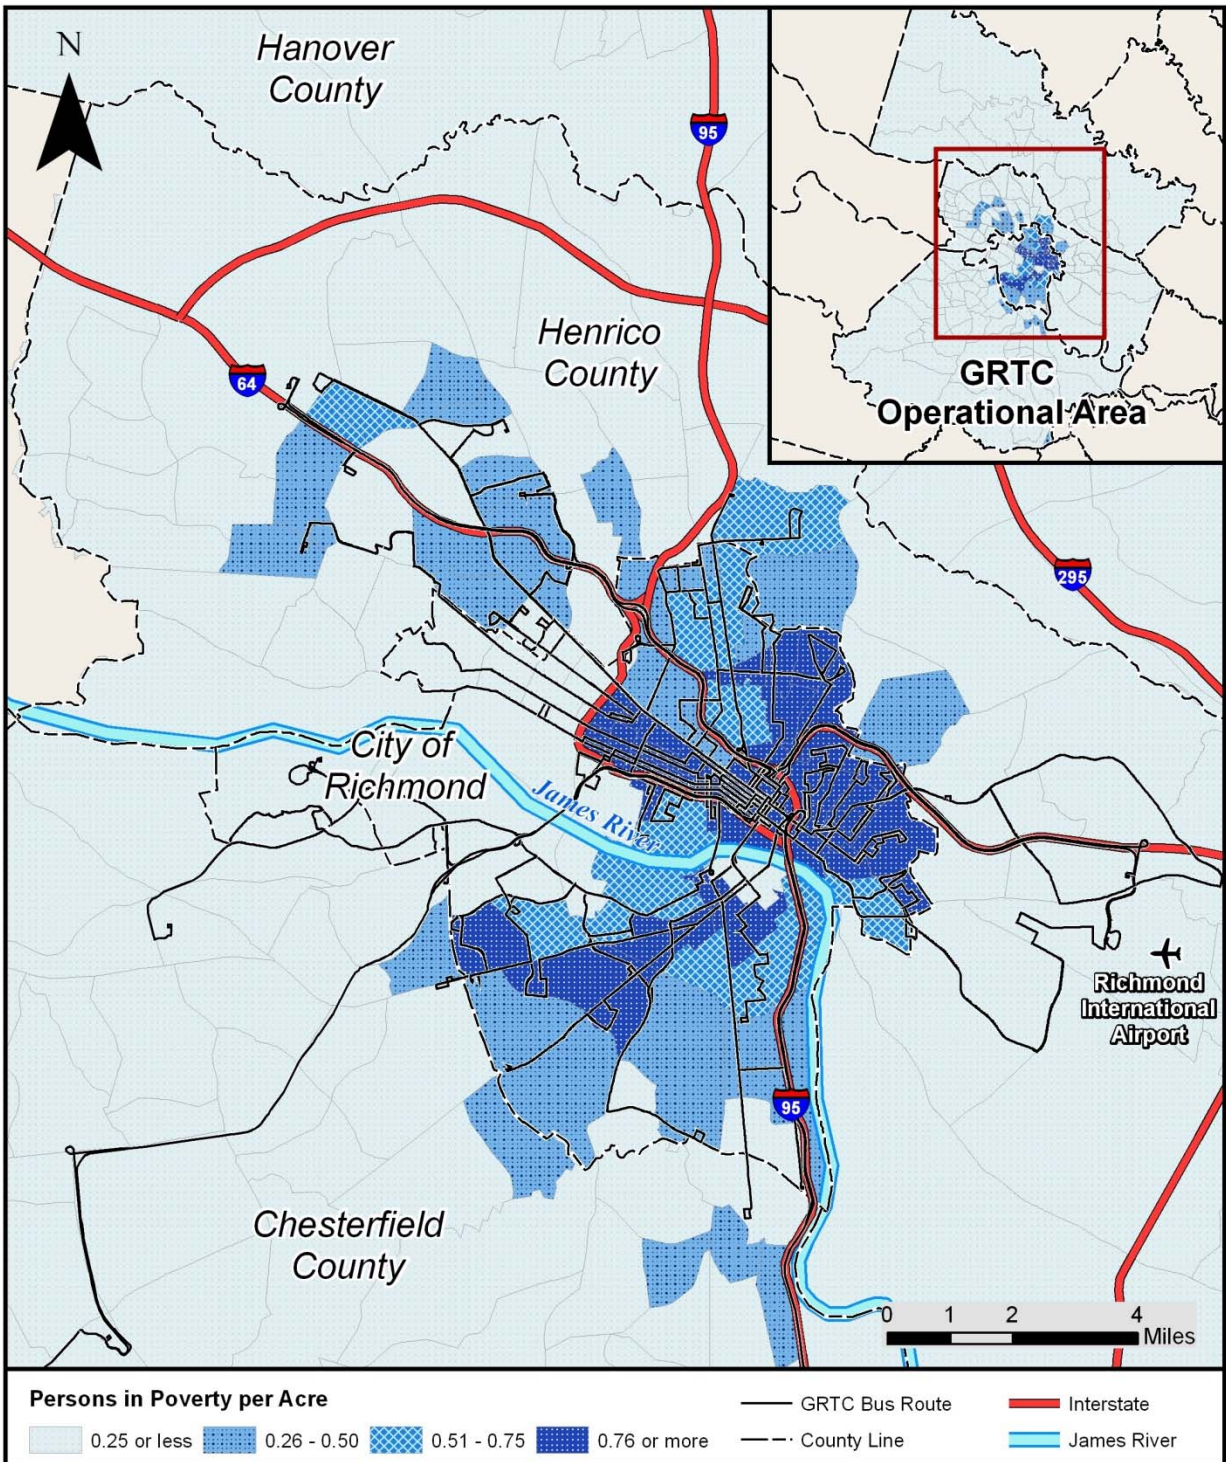 N
Hanover
County
95
Henrico
County
64
GRTC
Operational Area
295
City of
Richmond
James River
Richmond
International
Airport
95
Chesterfield
County
0 1 2 4
Miles
Persons in Poverty per Acre
0.25 or less 0.26 - 0.50 0.51 - 0.75 0.76 or more
GRTC Bus Route Interstate
County Line James River